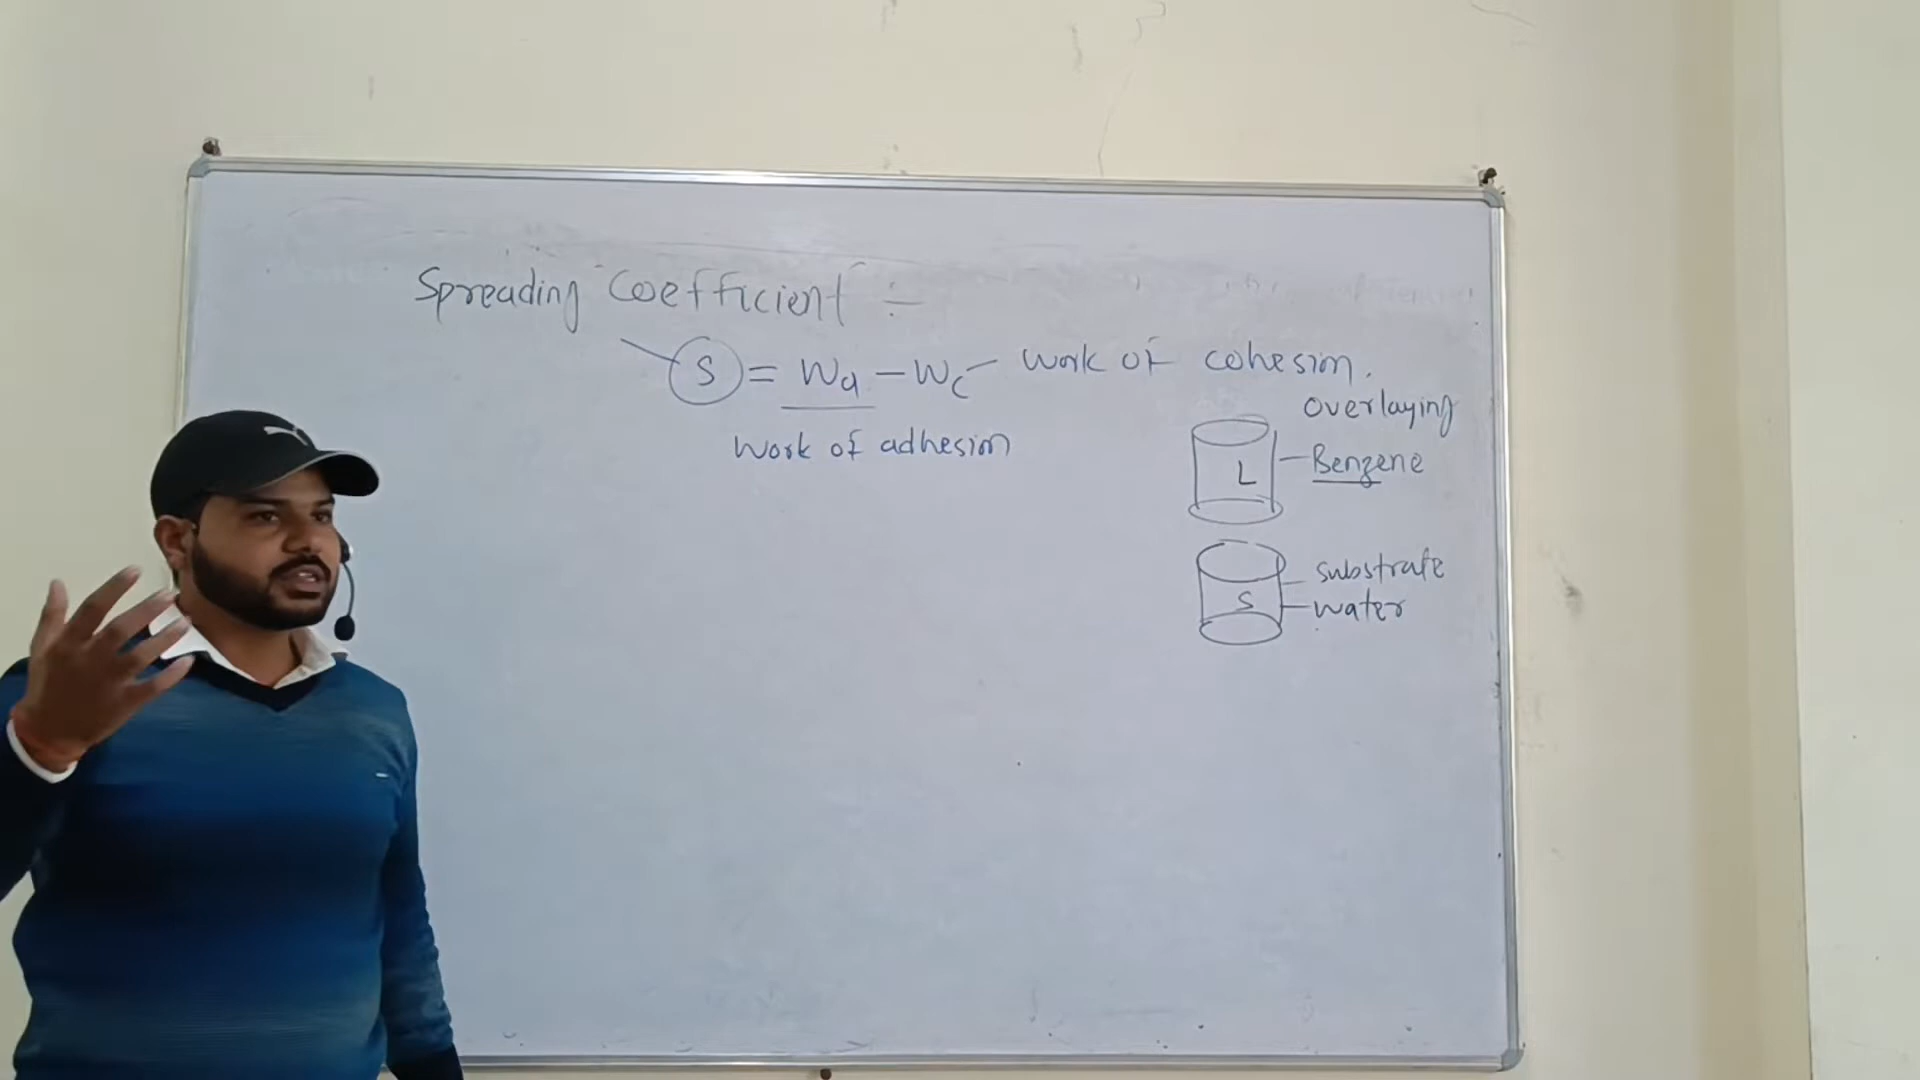 Spreading Coefficient :-
S = Wa - Wc - Work of cohesion.
Work of adhesion
overlaying
L - Benzene
substrate
S - water